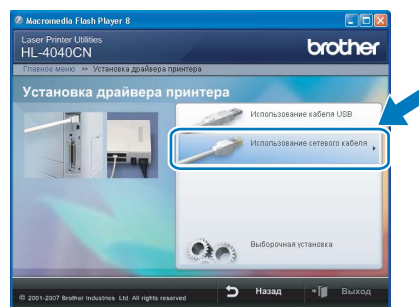 Macromedia Flash Player 8
Laser Printer Utilities
HL-4040CN
brother
Главное меню >> Установка драйвера принтера
Установка драйвера принтера
Использование кабеля USB
Использование сетевого кабеля
Выборочная установка
© 2001-2007 Brother Industries Ltd. All rights reserved
Назад
Выход